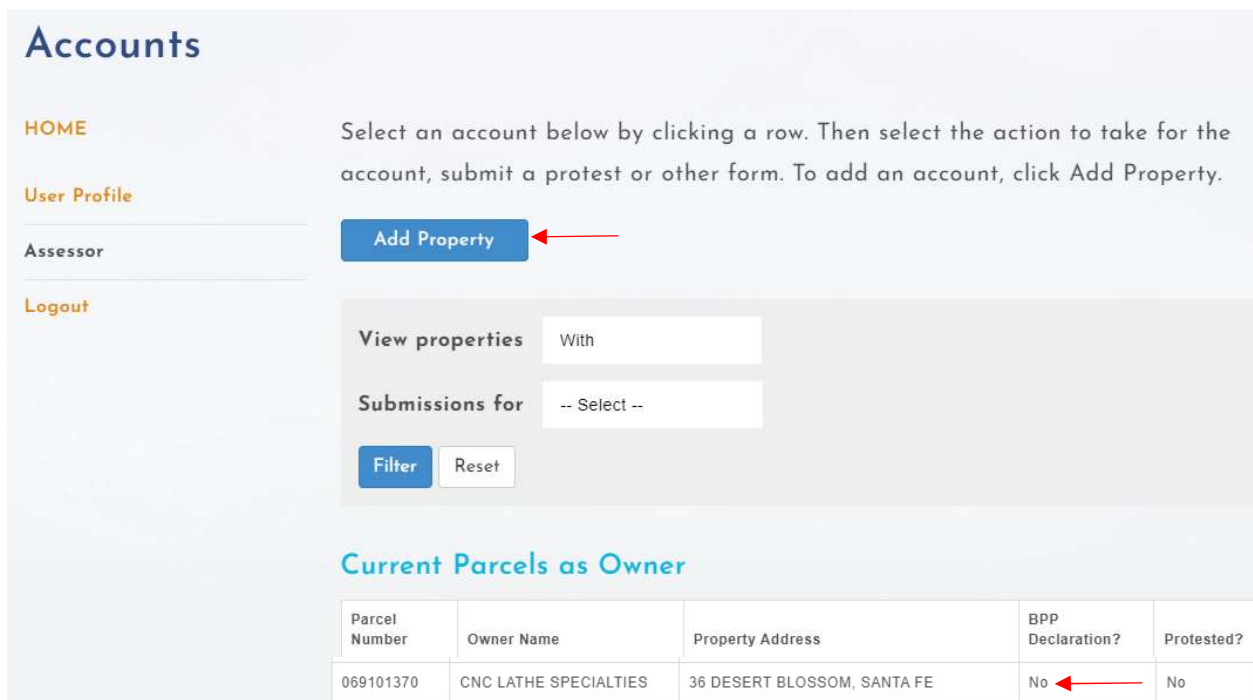 Accounts
HOME
User Profile
Assessor
Logout
Select an account below by clicking a row. Then select the action to take for the
account, submit a protest or other form. To add an account, click Add Property.
Add Property
View properties With
Submissions for -- Select --
Filter Reset
Current Parcels as Owner
Parcel Number Owner Name Property Address BPP Declaration? Protested?
069101370 CNC LATHE SPECIALTIES 36 DESERT BLOSSOM, SANTA FE No No